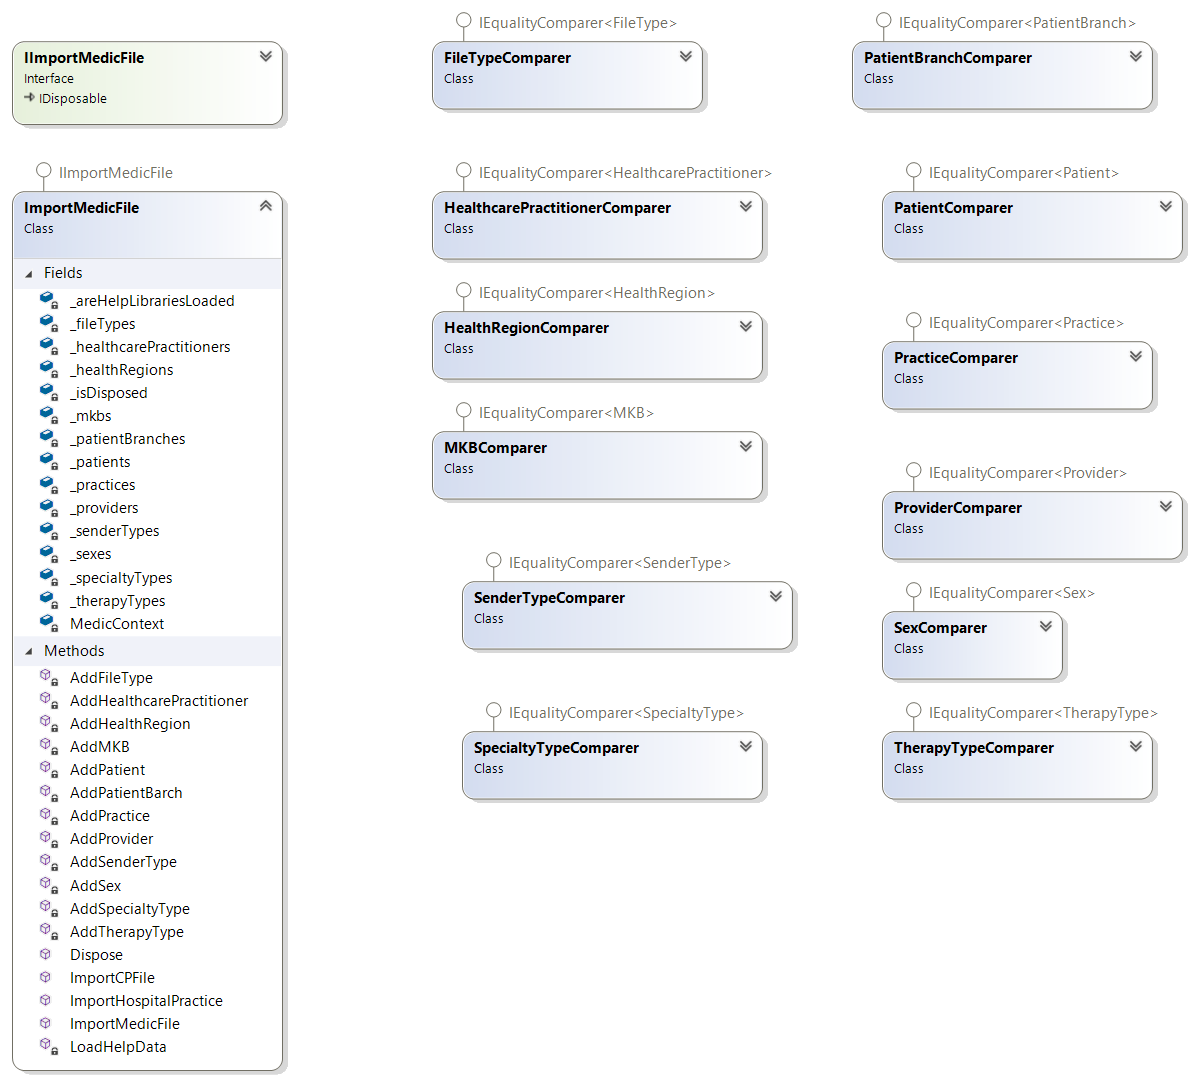 IImportMedicFile
Interface
IDisposable
IImportMedicFile
ImportMedicFile
Class
Fields
_areHelpLibrariesLoaded
_fileTypes
_healthcarePractitioners
_healthRegions
_isDisposed
_mkbs
_patientBranches
_patients
_practices
_providers
_senderTypes
_sexes
_specialtyTypes
_therapyTypes
MedicContext
Methods
AddFileType
AddHealthcarePractitioner
AddHealthRegion
AddMKB
AddPatient
AddPatientBarch
AddPractice
AddProvider
AddSenderType
AddSex
AddSpecialtyType
AddTherapyType
Dispose
ImportCPFile
ImportHospitalPractice
ImportMedicFile
LoadHelpData
IEqualityComparer<FileType>
FileTypeComparer
Class
IEqualityComparer<HealthcarePractitioner>
HealthcarePractitionerComparer
Class
IEqualityComparer<HealthRegion>
HealthRegionComparer
Class
IEqualityComparer<MKB>
MKBComparer
Class
IEqualityComparer<SenderType>
SenderTypeComparer
Class
IEqualityComparer<SpecialtyType>
SpecialtyTypeComparer
Class
IEqualityComparer<PatientBranch>
PatientBranchComparer
Class
IEqualityComparer<Patient>
PatientComparer
Class
IEqualityComparer<Practice>
PracticeComparer
Class
IEqualityComparer<Provider>
ProviderComparer
Class
IEqualityComparer<Sex>
SexComparer
Class
IEqualityComparer<TherapyType>
TherapyTypeComparer
Class